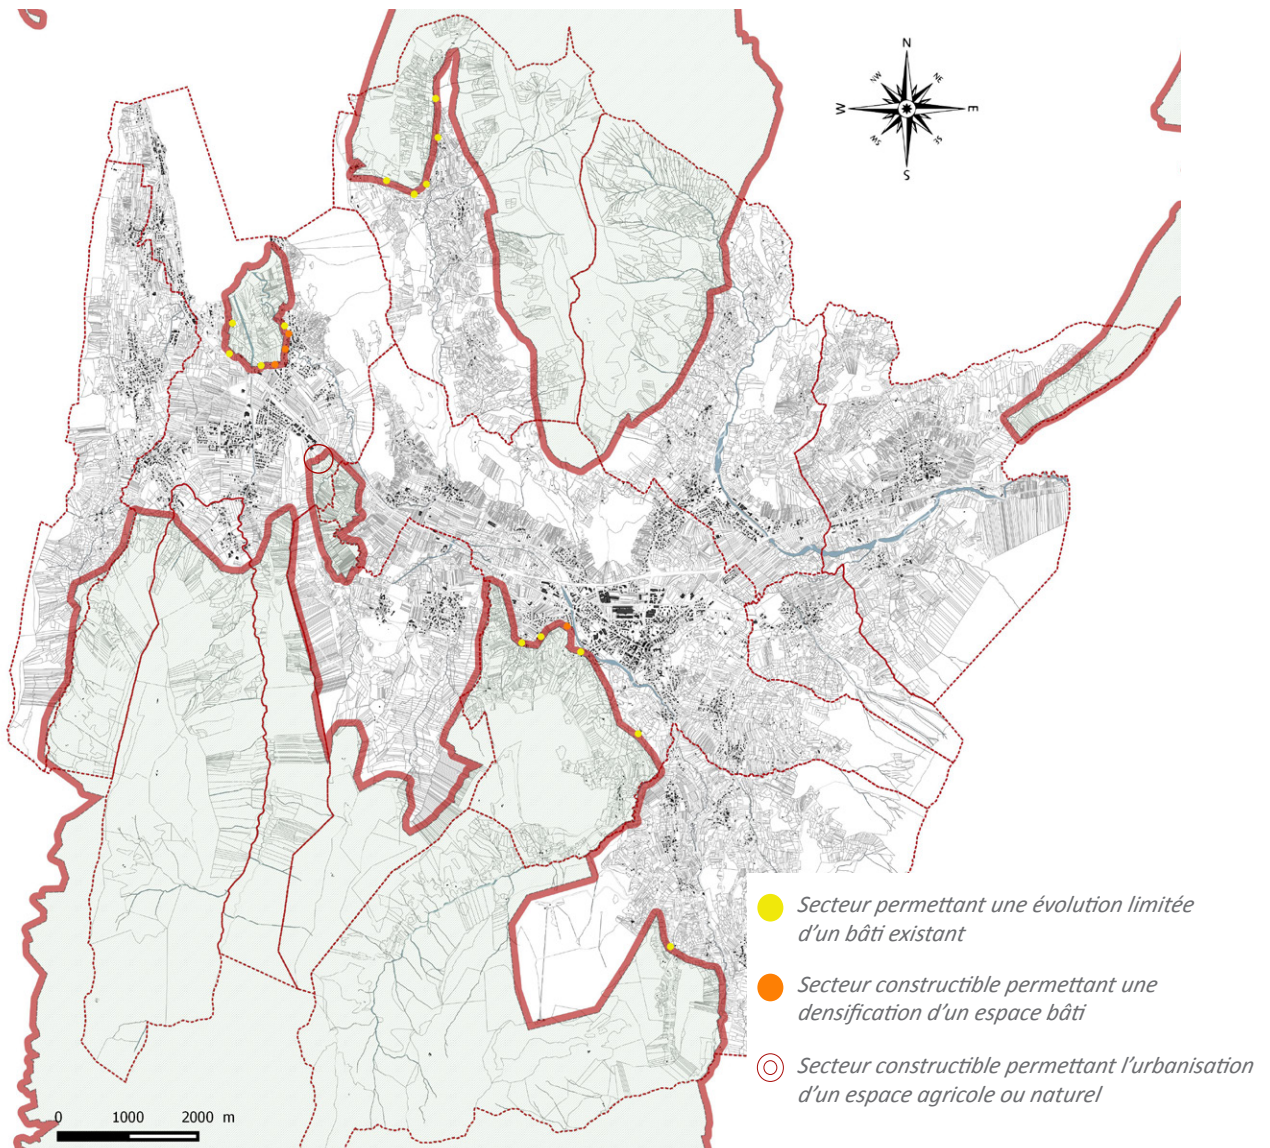 N
NW
NE
W
E
SW
SE
S
Secteur permettant une évolution limitée
d'un bâti existant
Secteur constructible permettant une
densification d'un espace bâti
Secteur constructible permettant l'urbanisation
d'un espace agricole ou naturel
0 1000 2000 m